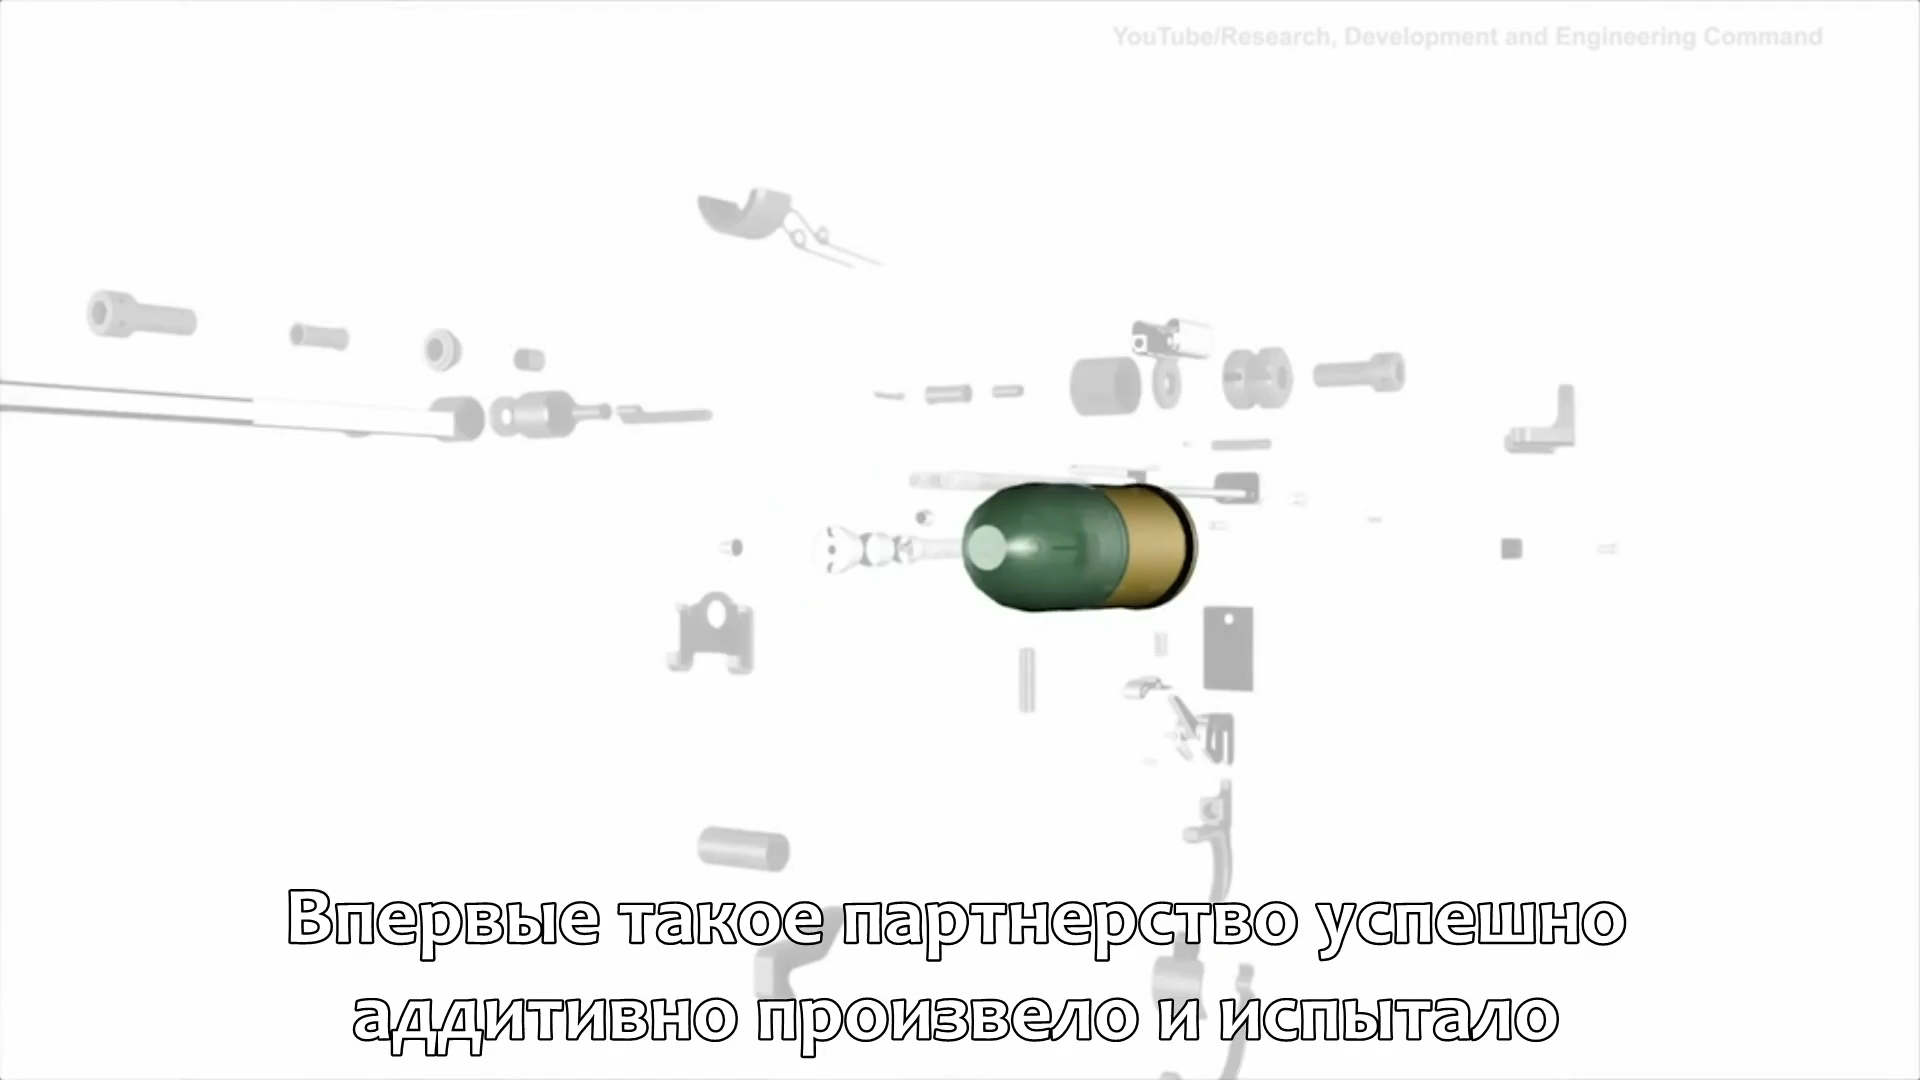 YouTube/Research, Development and Engineering Command
Впервые такое партнерство успешно
аддитивно произвело и испытало